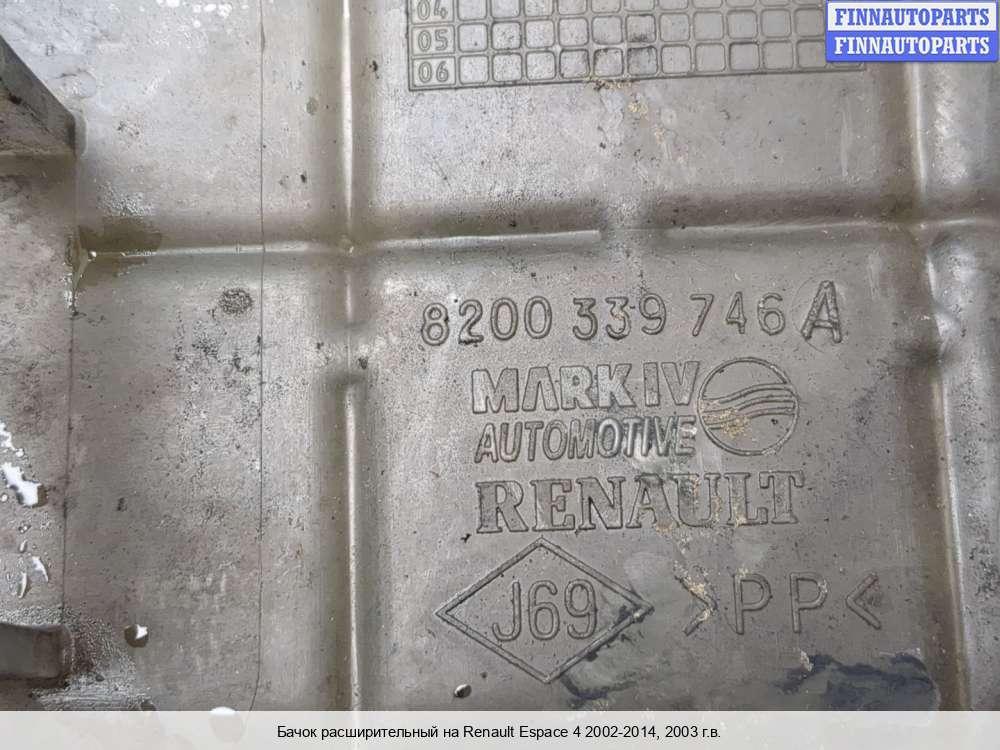 04
05
06
FINNAUTOPARTS
FINNAUTOPARTS
8200 339 746 A
MARK IV
AUTOMOTIVE
RENAULT
J69 >PP<
Бачок расширительный на Renault Espace 4 2002-2014, 2003 г.в.